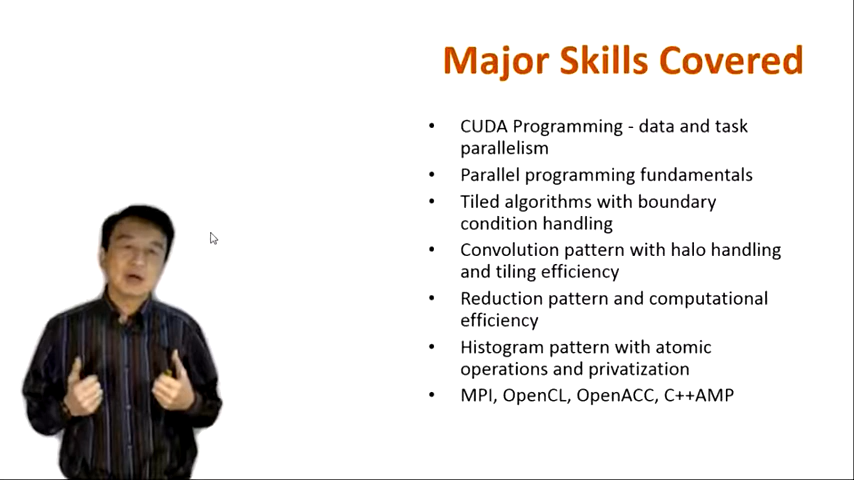 Major Skills Covered
• CUDA Programming - data and task
parallelism
• Parallel programming fundamentals
• Tiled algorithms with boundary
condition handling
• Convolution pattern with halo handling
and tiling efficiency
• Reduction pattern and computational
efficiency
• Histogram pattern with atomic
operations and privatization
• MPI, OpenCL, OpenACC, C++AMP